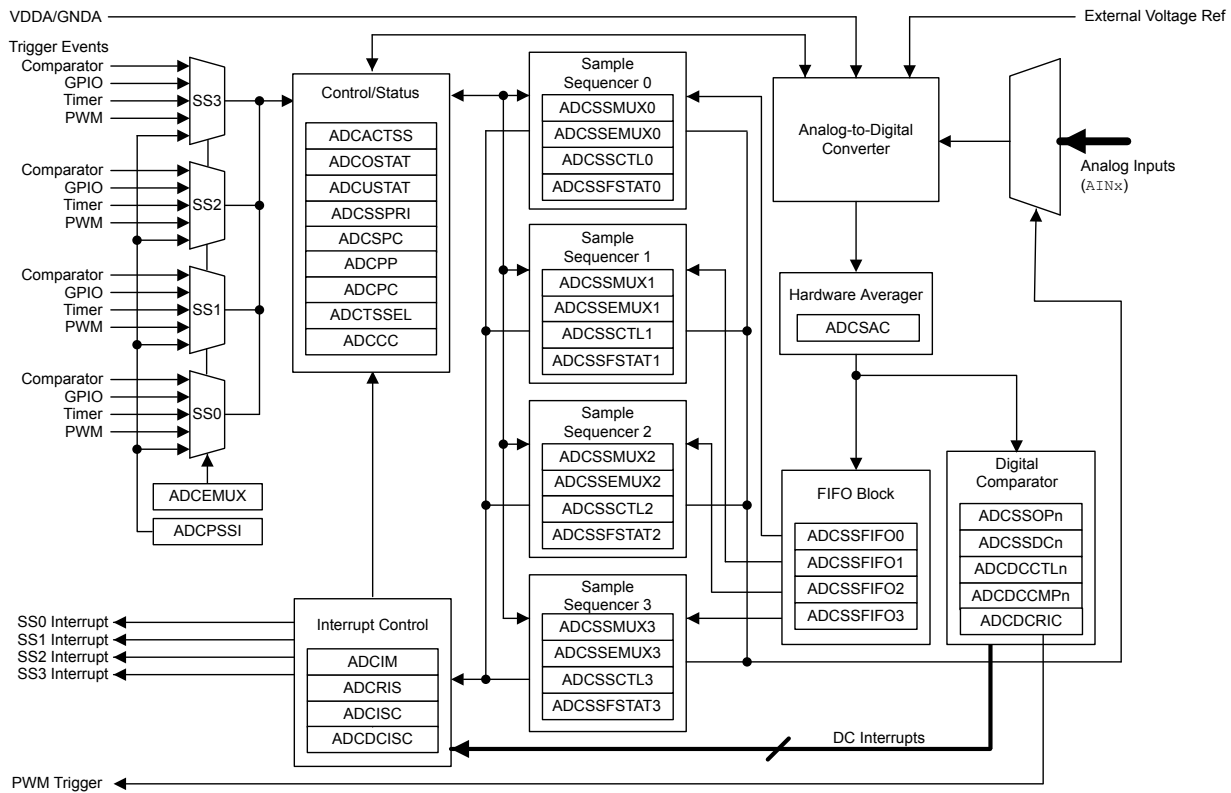 VDDA/GNDA
External Voltage Ref
Trigger Events
Comparator
GPIO
Timer
PWM
SS3
Comparator
GPIO
Timer
PWM
SS2
Comparator
GPIO
Timer
PWM
SS1
Comparator
GPIO
Timer
PWM
SS0
ADCEMUX
ADCPSSI
Control/Status
ADCACTSS
ADCOSTAT
ADCUSTAT
ADCSSPRI
ADCSPC
ADCPP
ADCPC
ADCTSSEL
ADCCC
Sample
Sequencer 0
ADCSSMUX0
ADCSSEMUX0
ADCSSCTL0
ADCSSFSTAT0
Sample
Sequencer 1
ADCSSMUX1
ADCSSEMUX1
ADCSSCTL1
ADCSSFSTAT1
Sample
Sequencer 2
ADCSSMUX2
ADCSSEMUX2
ADCSSCTL2
ADCSSFSTAT2
Sample
Sequencer 3
ADCSSMUX3
ADCSSEMUX3
ADCSSCTL3
ADCSSFSTAT3
Analog-to-Digital
Converter
Analog Inputs
(AINx)
Hardware Averager
ADCSAC
FIFO Block
ADCSSFIFO0
ADCSSFIFO1
ADCSSFIFO2
ADCSSFIFO3
Digital
Comparator
ADCSSOPn
ADCSSDCn
ADCDCCTLn
ADCDCCMPn
ADCDCRIC
SS0 Interrupt
SS1 Interrupt
SS2 Interrupt
SS3 Interrupt
Interrupt Control
ADCIM
ADCRIS
ADCISC
ADCDCISC
DC Interrupts
PWM Trigger